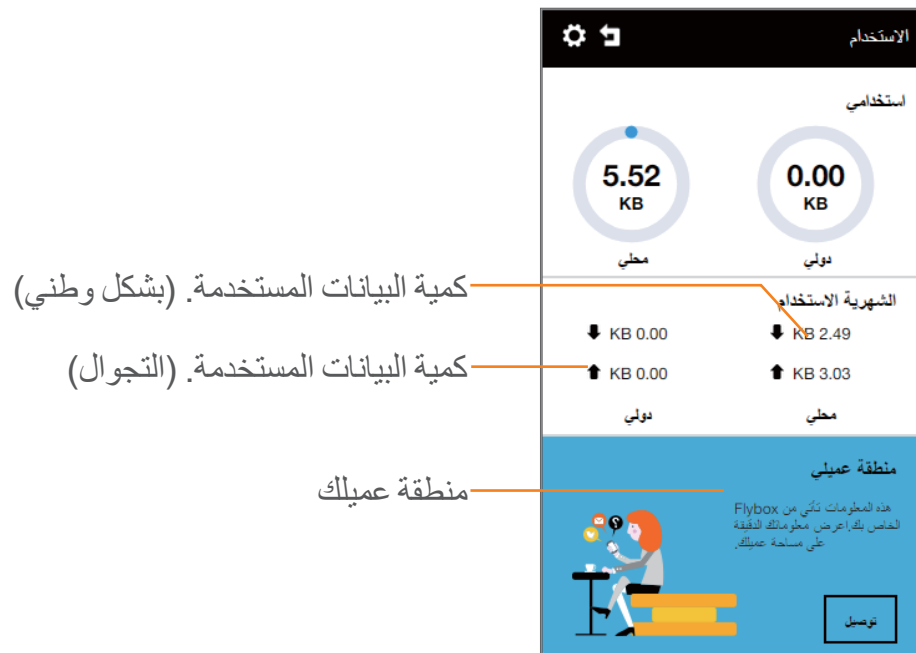 الاستخدام
استخدامي
0.00
KB
دولي
5.52
KB
محلي
الشهرية الاستخدام
KB 2.49
KB 0.00
KB 3.03
KB 0.00
محلي
دولي
منطقة عميلي
هذه المعلومات تأتي من Flybox
الخاص بك.اعرض معلوماتك الدقيقة
على مساحة عميلك.
توصيل
كمية البيانات المستخدمة. (بشكل وطني)
كمية البيانات المستخدمة. (التجوال)
منطقة عميلك